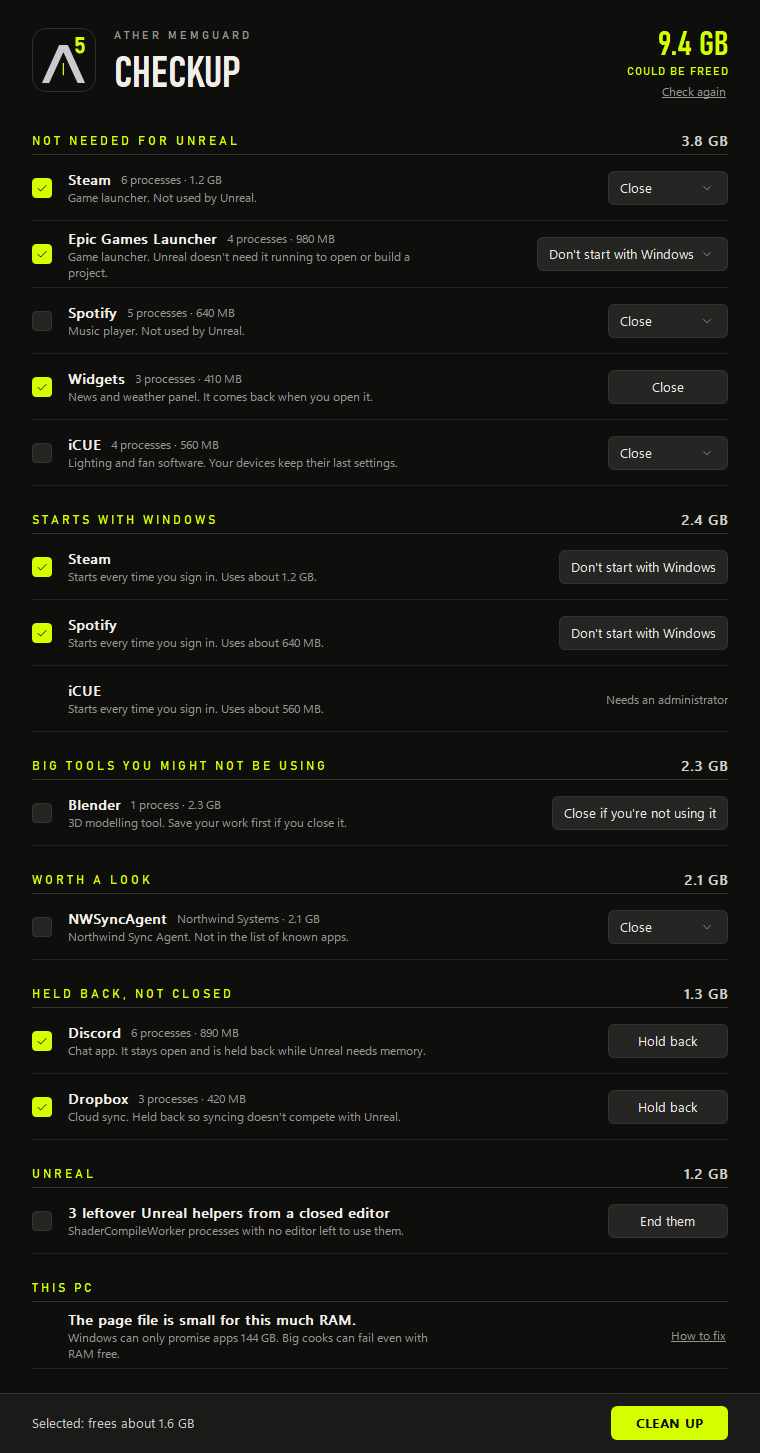 5
ATHER MEMGUARD
CHECKUP
9.4 GB
COULD BE FREED
Check again
NOT NEEDED FOR UNREAL
3.8 GB
Steam 6 processes · 1.2 GB
Game launcher. Not used by Unreal.
Close
Epic Games Launcher 4 processes · 980 MB
Game launcher. Unreal doesn't need it running to open or build a
project.
Don't start with Windows
Spotify 5 processes · 640 MB
Music player. Not used by Unreal.
Close
Widgets 3 processes · 410 MB
News and weather panel. It comes back when you open it.
Close
iCUE 4 processes · 560 MB
Lighting and fan software. Your devices keep their last settings.
Close
STARTS WITH WINDOWS
2.4 GB
Steam
Starts every time you sign in. Uses about 1.2 GB.
Don't start with Windows
Spotify
Starts every time you sign in. Uses about 640 MB.
Don't start with Windows
iCUE
Starts every time you sign in. Uses about 560 MB.
Needs an administrator
BIG TOOLS YOU MIGHT NOT BE USING
2.3 GB
Blender 1 process · 2.3 GB
3D modelling tool. Save your work first if you close it.
Close if you're not using it
WORTH A LOOK
2.1 GB
NWSyncAgent Northwind Systems · 2.1 GB
Northwind Sync Agent. Not in the list of known apps.
Close
HELD BACK, NOT CLOSED
1.3 GB
Discord 6 processes · 890 MB
Chat app. It stays open and is held back while Unreal needs memory.
Hold back
Dropbox 3 processes · 420 MB
Cloud sync. Held back so syncing doesn't compete with Unreal.
Hold back
UNREAL
1.2 GB
3 leftover Unreal helpers from a closed editor
ShaderCompileWorker processes with no editor left to use them.
End them
THIS PC
The page file is small for this much RAM.
Windows can only promise apps 144 GB. Big cooks can fail even with
RAM free.
How to fix
Selected: frees about 1.6 GB
CLEAN UP